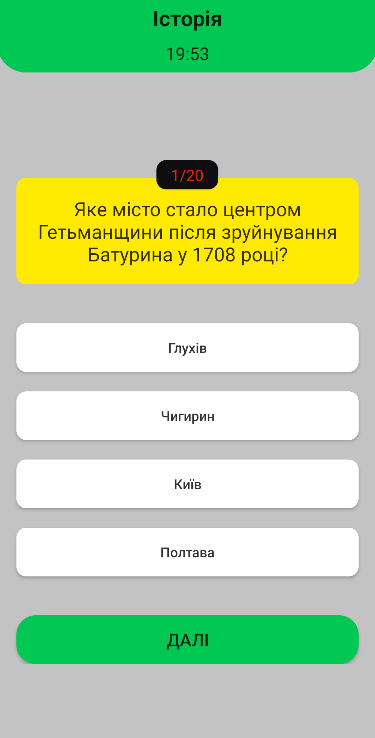 Історія
19:53
1/20
Яке місто стало центром
Гетьманщини після зруйнування
Батурина у 1708 році?
Глухів
Чигирин
Київ
Полтава
ДАЛІ